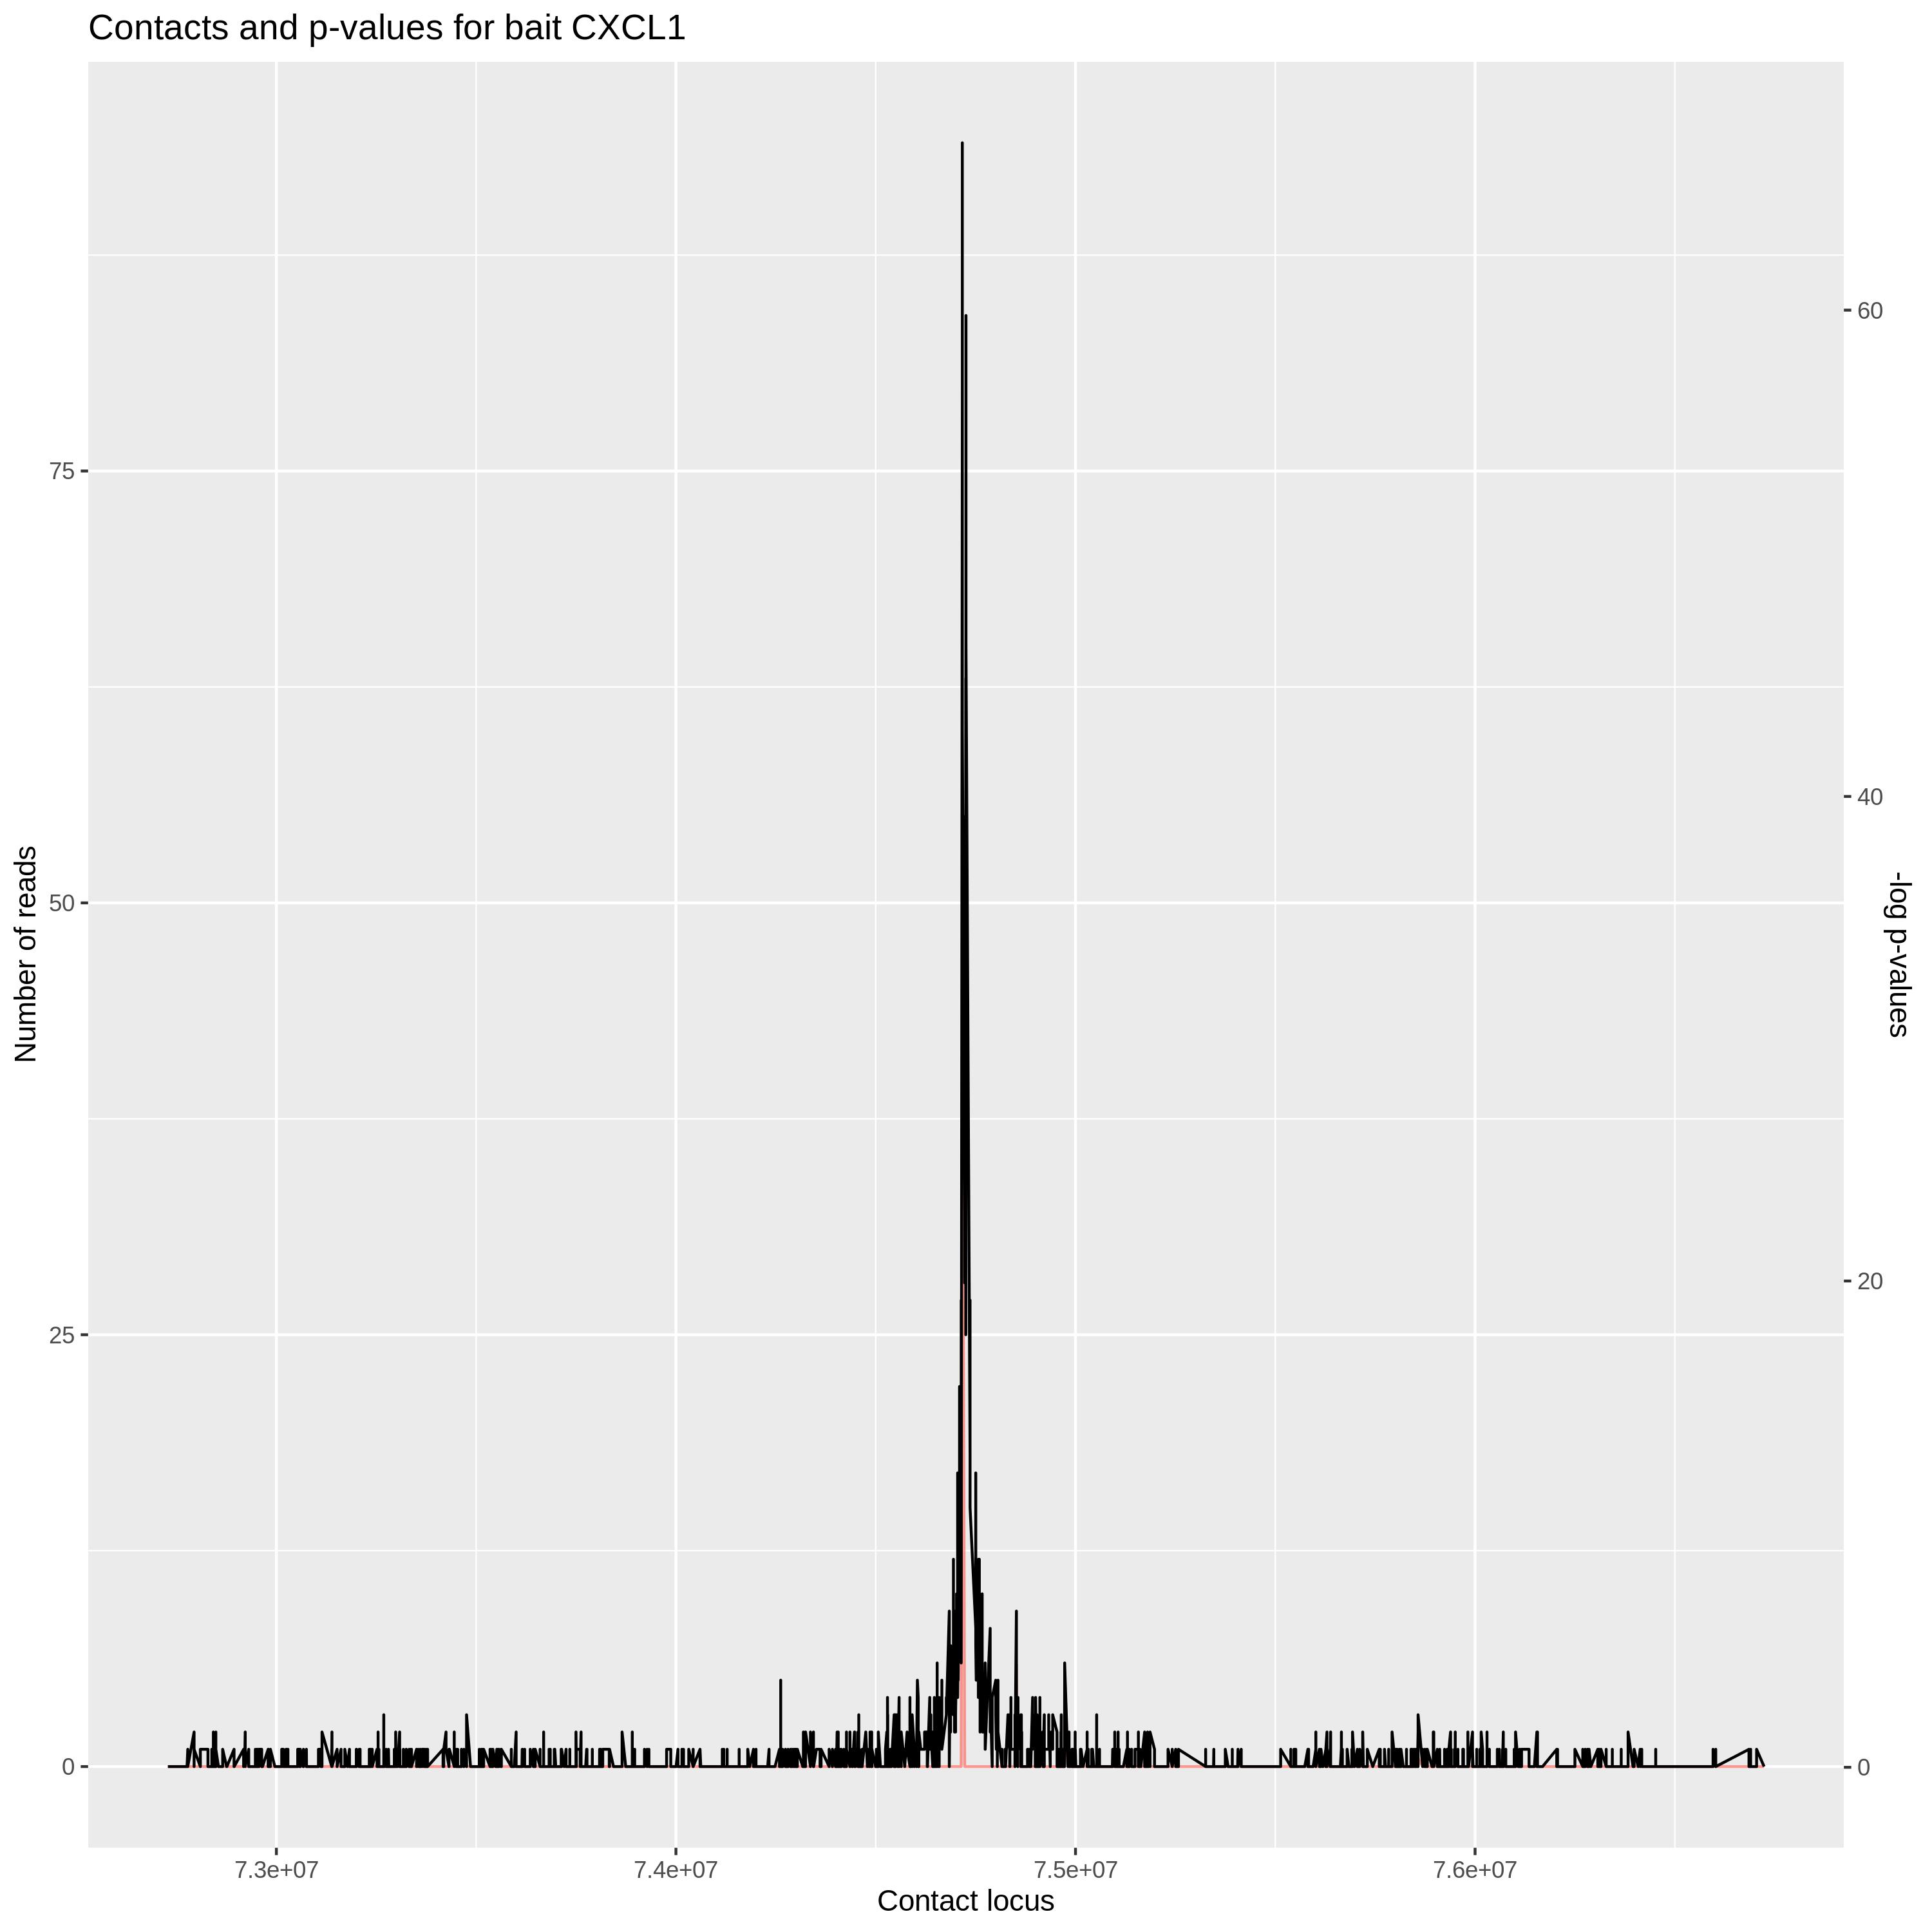 Contacts and p-values for bait CXCL1
Number of reads
75
50
25
0
60
40
20
0
-log p-values
7.3e+07
7.4e+07
7.5e+07
7.6e+07
Contact locus